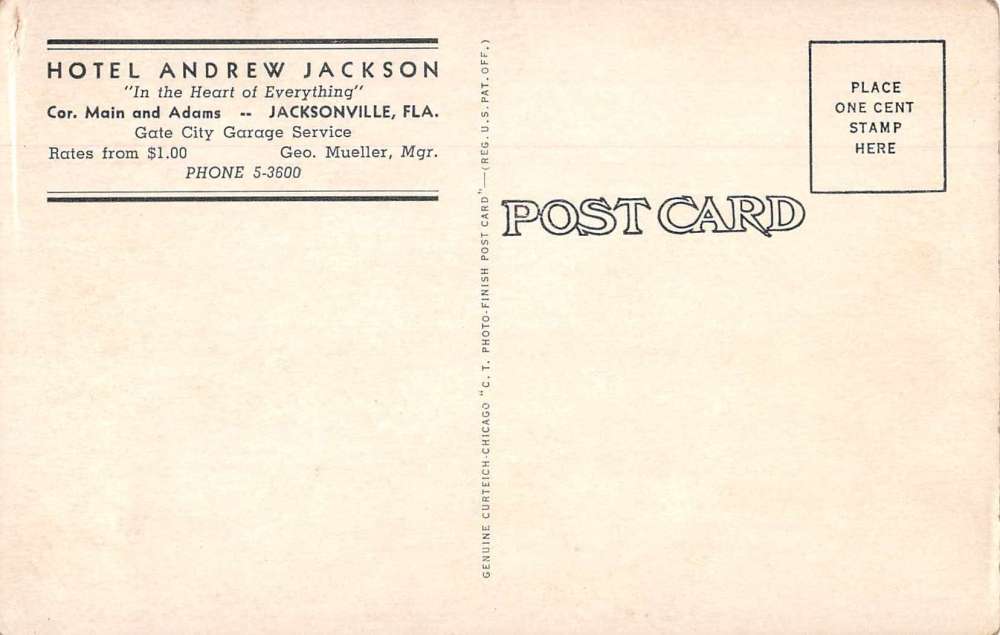 HOTEL ANDREW JACKSON
"In the Heart of Everything"
Cor. Main and Adams -- JACKSONVILLE, FLA.
Gate City Garage Service
Rates from $1.00 Geo. Mueller, Mgr.
PHONE 5-3600
GENUINE CURTEICH-CHICAGO "C. T. PHOTO-FINISH POST CARD"—(REG. U. S. PAT. OFF.)
POST CARD
PLACE
ONE CENT
STAMP
HERE